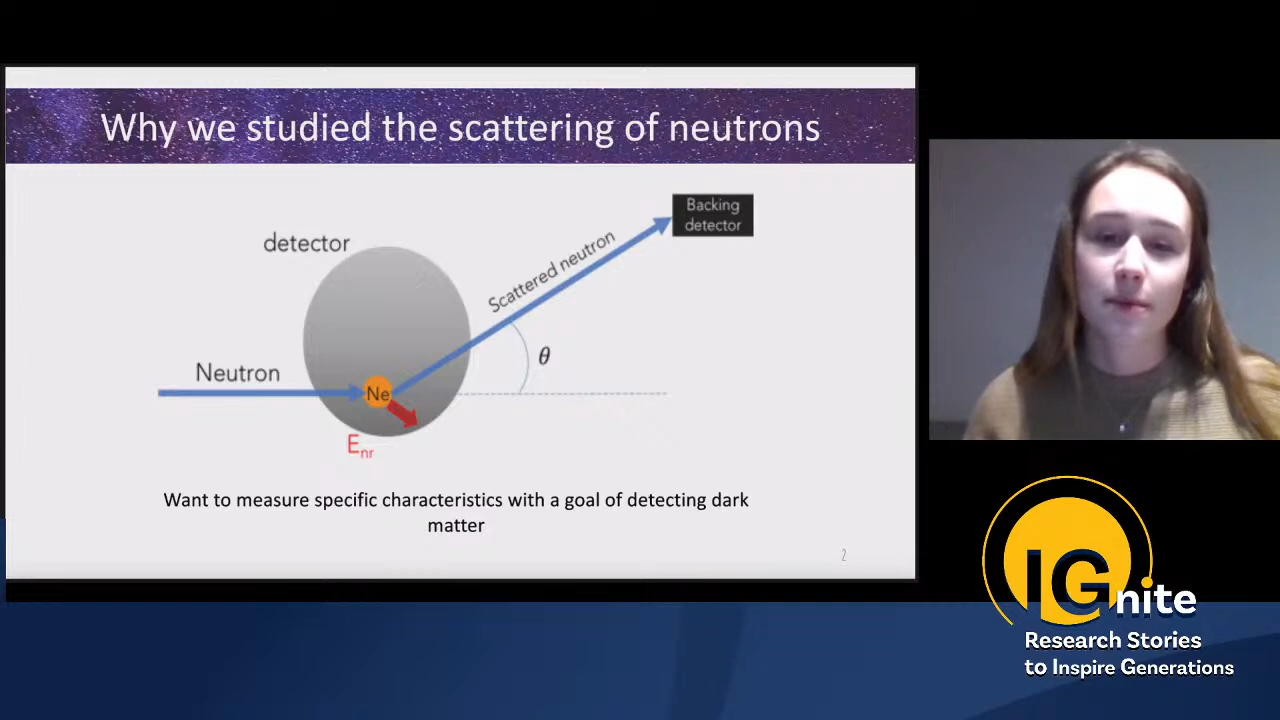 Why we studied the scattering of neutrons
Backing
detector
detector
Scattered neutron
θ
Neutron
Ne
Enr
Want to measure specific characteristics with a goal of detecting dark
matter
2
IGnite
Research Stories
to Inspire Generations